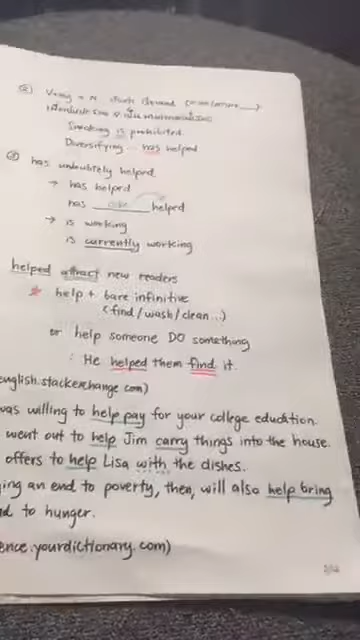 Smoking is prohibited.
Diversifying ... has helped
③ has undoubtely helped.
→ has helped
has helped
→ is working
is currently working
helped attract new readers
* help + bare infinitive
(find/wash/clean...)
or help someone DO something
: He helped them find it.
english.stackexchange.com)
was willing to help pay for your college education.
went out to help Jim carry things into the house.
offers to help Lisa with the dishes.
ging an end to poverty, then, will also help bring
nd to hunger.
ence.yourdictionary.com)